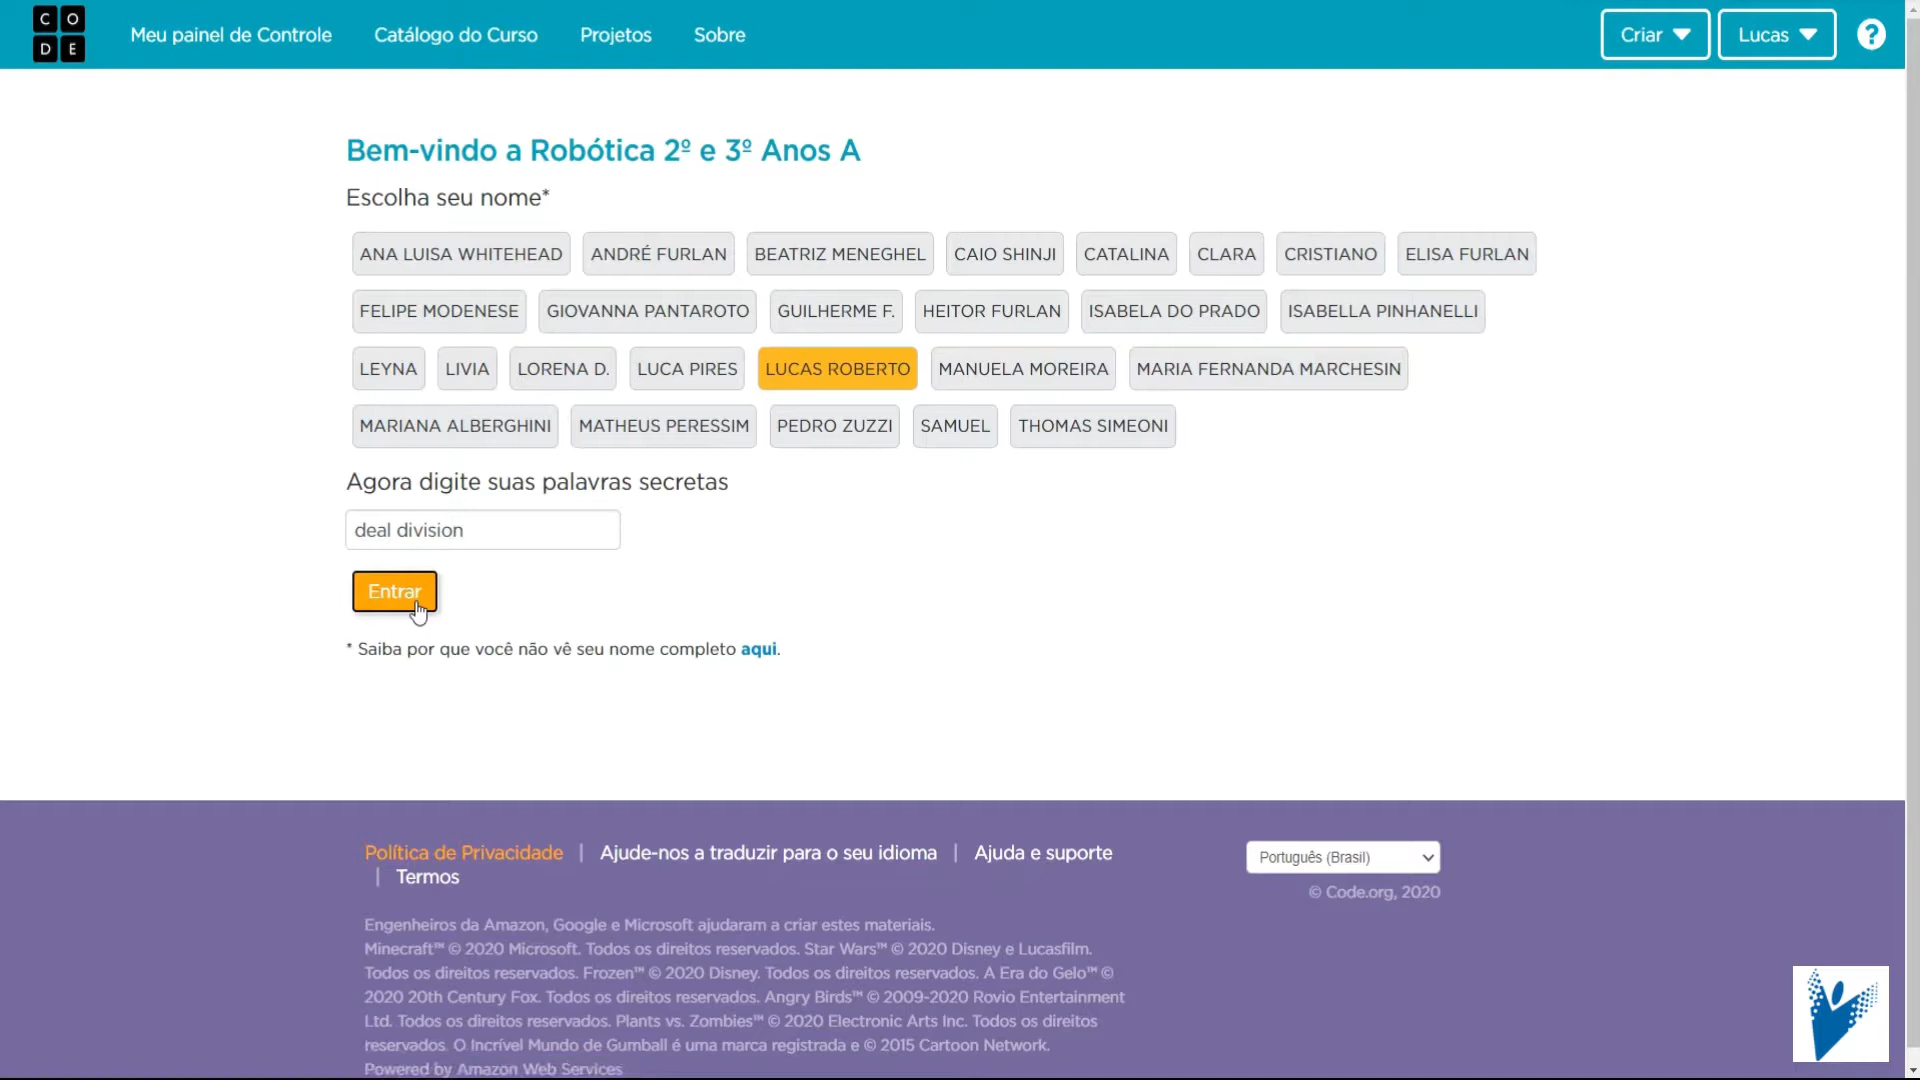 C O
D E
Meu painel de Controle Catálogo do Curso Projetos Sobre Criar Lucas ?
Bem-vindo a Robótica 2º e 3º Anos A
Escolha seu nome*
ANA LUISA WHITEHEAD ANDRÉ FURLAN BEATRIZ MENEGHEL CAIO SHINJI CATALINA CLARA CRISTIANO ELISA FURLAN
FELIPE MODENESE GIOVANNA PANTAROTO GUILHERME F. HEITOR FURLAN ISABELA DO PRADO ISABELLA PINHANELLI
LEYNA LIVIA LORENA D. LUCA PIRES LUCAS ROBERTO MANUELA MOREIRA MARIA FERNANDA MARCHESIN
MARIANA ALBERGHINI MATHEUS PERESSIM PEDRO ZUZZI SAMUEL THOMAS SIMEONI
Agora digite suas palavras secretas
deal division
Entrar
* Saiba por que você não vê seu nome completo aqui.
Política de Privacidade | Ajude-nos a traduzir para o seu idioma | Ajuda e suporte
| Termos
Português (Brasil)
© Code.org, 2020
Engenheiros da Amazon, Google e Microsoft ajudaram a criar estes materiais.
Minecraft™ © 2020 Microsoft. Todos os direitos reservados. Star Wars™ © 2020 Disney e Lucasfilm.
Todos os direitos reservados. Frozen™ © 2020 Disney. Todos os direitos reservados. A Era do Gelo™ ©
2020 20th Century Fox. Todos os direitos reservados. Angry Birds™ © 2009-2020 Rovio Entertainment
Ltd. Todos os direitos reservados. Plants vs. Zombies™ © 2020 Electronic Arts Inc. Todos os direitos
reservados. O Incrível Mundo de Gumball é uma marca registrada e © 2015 Cartoon Network.
Powered by Amazon Web Services